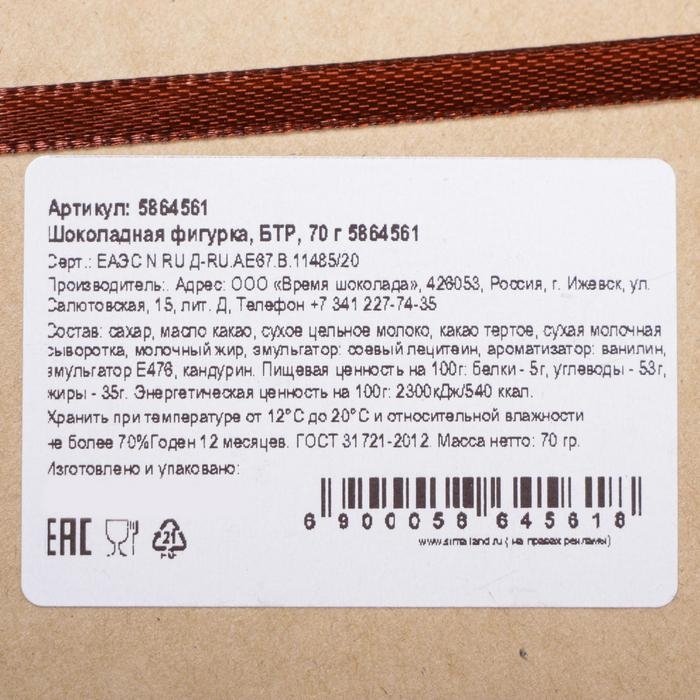 Артикул: 5864561
Шоколадная фигурка, БТР, 70 г 5864561
Серт.: ЕАЭС N RU Д-RU.АЕ67.В.11485/20
Производитель:. Адрес: ООО «Время шоколада», 426053, Россия, г. Ижевск, ул.
Салютовская, 15, лит. Д, Телефон +7 341 227-74-35
Состав: сахар, масло какао, сухое цельное молоко, какао тертое, сухая молочная
сыворотка, молочный жир, эмульгатор: соевый лецитеин, ароматизатор: ванилин,
эмульгатор Е476, кандурин. Пищевая ценность на 100г: белки - 5г, углеводы - 53г,
жиры - 35г. Энергетическая ценность на 100г: 2300кДж/540 ккал.
Хранить при температуре от 12°С до 20°С и относительной влажности
не более 70%Годен 12 месяцев. ГОСТ 31721-2012. Масса нетто: 70 гр.
Изготовлено и упаковано:
6 900058 645618
www.sima-land.ru ( на правах рекламы)
ЕАС
21